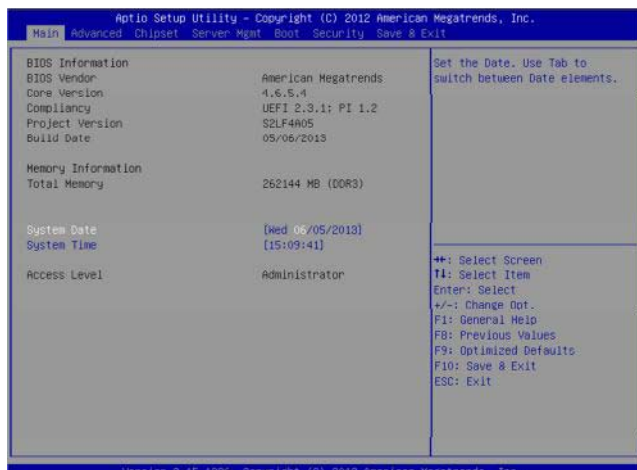 Aptio Setup Utility – Copyright (C) 2012 American Megatrends, Inc.
Main Advanced Chipset Server Mgmt Boot Security Save & Exit
BIOS Information
BIOS Vendor American Megatrends
Core Version 4.6.5.4
Compliancy UEFI 2.3.1; PI 1.2
Project Version S2LF4A05
Build Date 05/06/2013
Memory Information
Total Memory 262144 MB (DDR3)
System Date [Wed 06/05/2013]
System Time [15:09:41]
Access Level Administrator
Set the Date. Use Tab to
switch between Date elements.
→←: Select Screen
↑↓: Select Item
Enter: Select
+/-: Change Opt.
F1: General Help
F8: Previous Values
F9: Optimized Defaults
F10: Save & Exit
ESC: Exit
Copyright (C) 2012 American Megatrends, Inc.